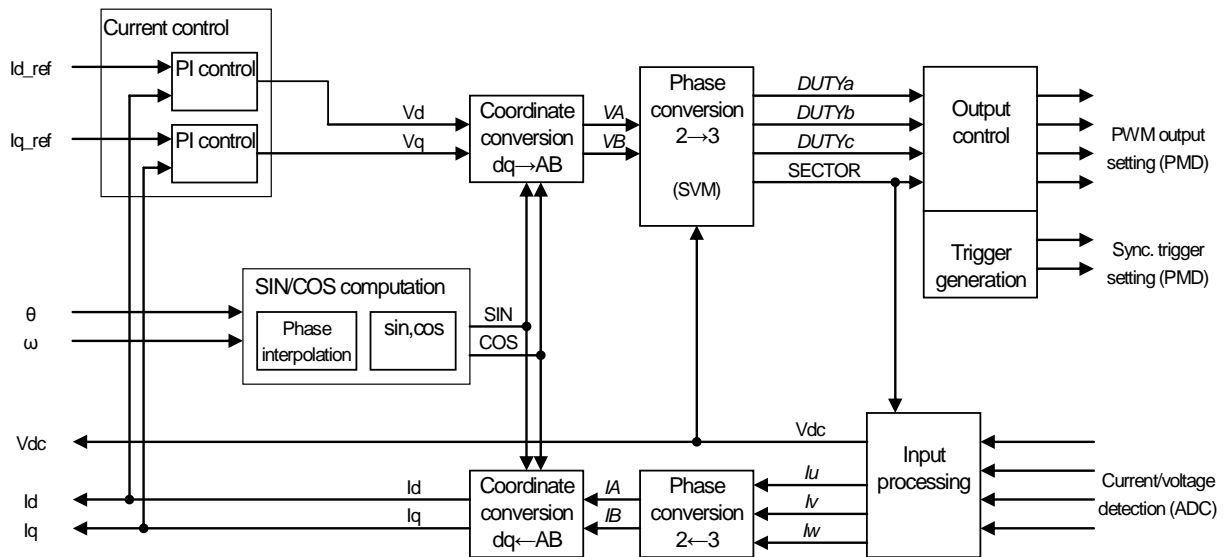 Current control
Id_ref
PI control
Iq_ref
PI control
Vd
Vq
Coordinate
conversion
dq→AB
VA
VB
Phase
conversion
2→3
(SVM)
DUTYa
DUTYb
DUTYc
SECTOR
Output
control
PWM output
setting (PMD)
Trigger
generation
Sync. trigger
setting (PMD)
SIN/COS computation
θ
ω
Phase
interpolation
sin,cos
SIN
COS
Vdc
Vdc
Input
processing
Current/voltage
detection (ADC)
Id
Iq
Id
Iq
Coordinate
conversion
dq←AB
IA
IB
Phase
conversion
2←3
Iu
Iv
Iw